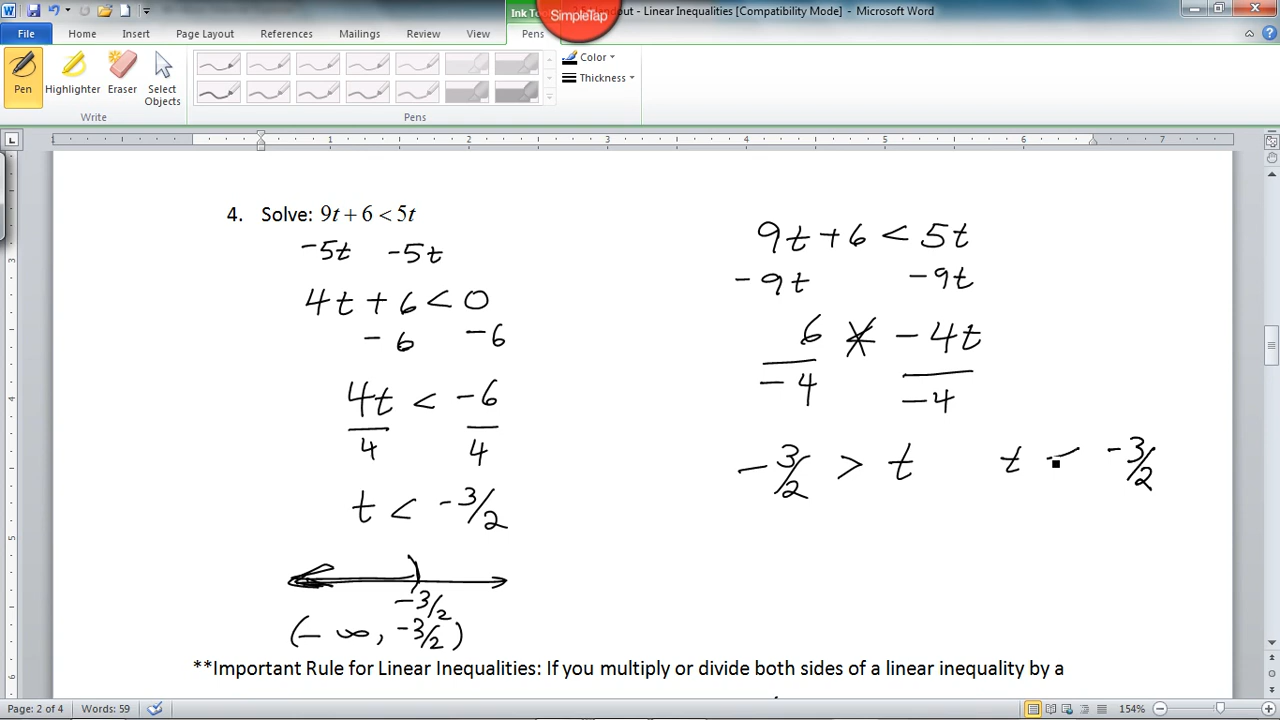 SimpleTap
Ink To
out - Linear Inequalities [Compatibility Mode] - Microsoft Word
File Home Insert Page Layout References Mailings Review View Pens
Pen Highlighter Eraser Select Objects
Color
Thickness
Write Pens
4. Solve: 9t + 6 < 5t
-5t -5t
4t + 6 < 0
- 6 -6
4t < -6
4 4
t < -3/2
-3/2
(- ∞, -3/2)
9t + 6 < 5t
-9t -9t
6 < -4t
-4 -4
-3/2 > t t -3/2
**Important Rule for Linear Inequalities: If you multiply or divide both sides of a linear inequality by a
Page: 2 of 4 Words: 59 154%